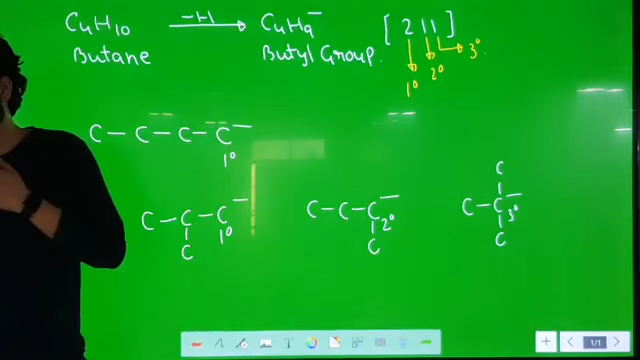 C₄H₁₀ —-H→ C₄H₉⁻ [ 2 1 1 ]
Butane Butyl Group. 1° 2° 3°.
C — C — C — C —
1°
C
C — C — C — C — C — C — C — C —
1° 2° 3°
C C C
1/1